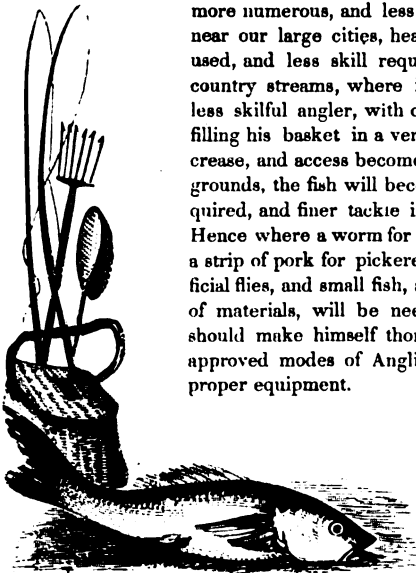 more numerous, and less
near our large cities, hea
used, and less skill requ
country streams, where
less skilful angler, with
filling his basket in a ver
crease, and access become
grounds, the fish will bec
quired, and finer tackle i
Hence where a worm for
a strip of pork for pickere
ficial flies, and small fish,
of materials, will be nee
should make himself thor
approved modes of Angli
proper equipment.